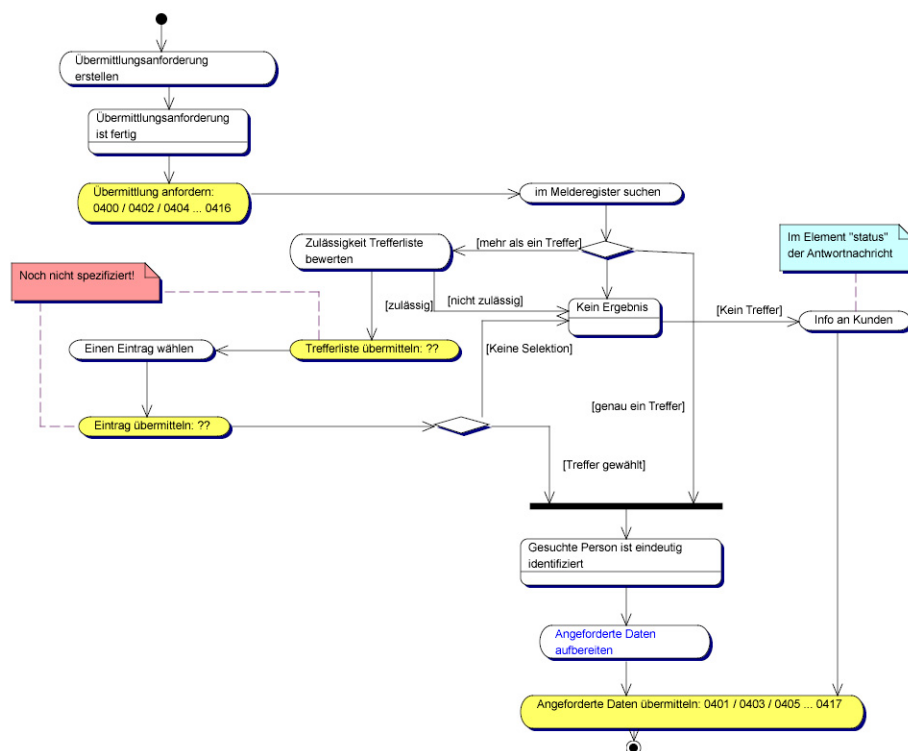 Übermittlungsanforderung
erstellen
Übermittlungsanforderung
ist fertig
Übermittlung anfordern:
0400 / 0402 / 0404 ... 0416
im Melderegister suchen
Zulässigkeit Trefferliste
bewerten
[mehr als ein Treffer]
Im Element "status"
der Antwortnachricht
Noch nicht spezifiziert!
[zulässig]
[nicht zulässig]
Kein Ergebnis
[Kein Treffer]
Info an Kunden
Einen Eintrag wählen
Trefferliste übermitteln: ??
[Keine Selektion]
[genau ein Treffer]
Eintrag übermitteln: ??
[Treffer gewählt]
Gesuchte Person ist eindeutig
identifiziert
Angeforderte Daten
aufbereiten
Angeforderte Daten übermitteln: 0401 / 0403 / 0405 ... 0417